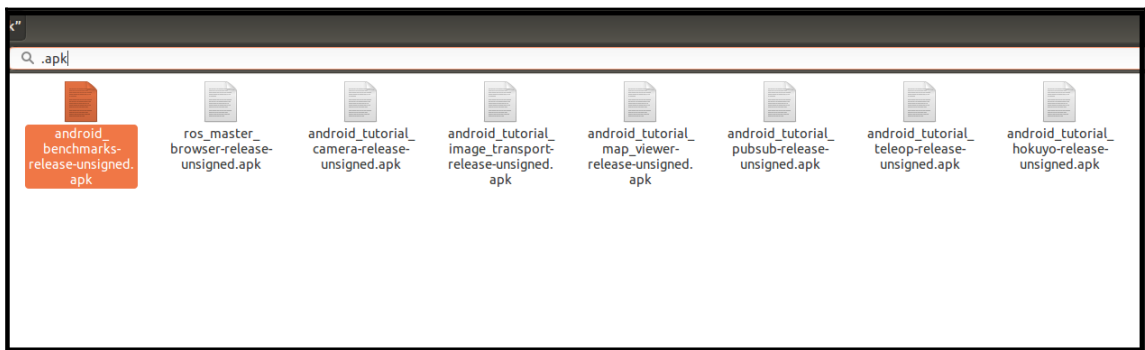 k”
.apk
android_
benchmarks-
release-unsigned.
apk
ros_master_
browser-release-
unsigned.apk
android_tutorial_
camera-release-
unsigned.apk
android_tutorial_
image_transport-
release-unsigned.
apk
android_tutorial_
map_viewer-
release-unsigned.
apk
android_tutorial_
pubsub-release-
unsigned.apk
android_tutorial_
teleop-release-
unsigned.apk
android_tutorial_
hokuyo-release-
unsigned.apk